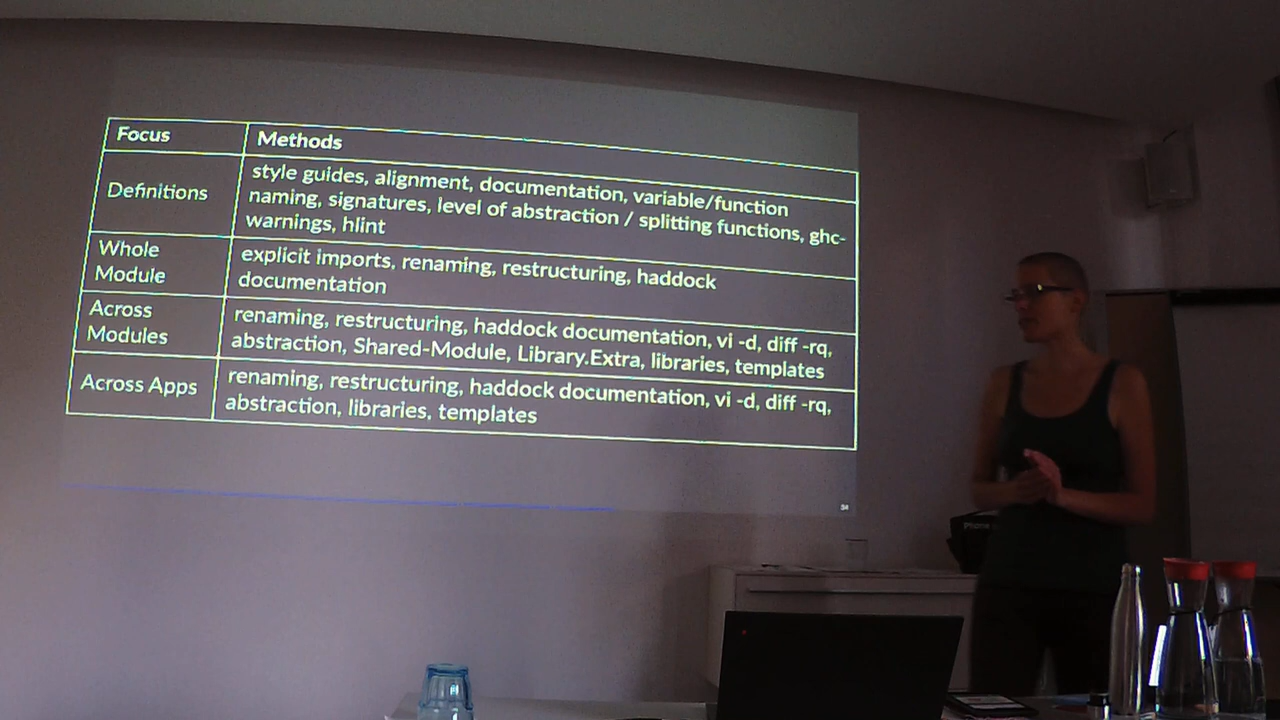 Focus
Methods
Definitions
style guides, alignment, documentation, variable/function
naming, signatures, level of abstraction / splitting functions, ghc-
warnings, hlint
Whole
Module
explicit imports, renaming, restructuring, haddock
documentation
Across
Modules
renaming, restructuring, haddock documentation, vi -d, diff -rq,
abstraction, Shared-Module, Library.Extra, libraries, templates
Across Apps
renaming, restructuring, haddock documentation, vi -d, diff -rq,
abstraction, libraries, templates
34
iPhone